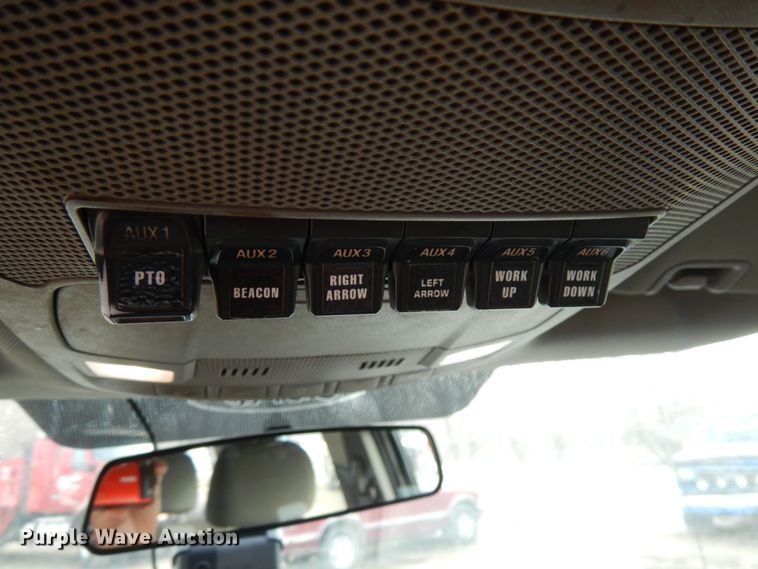 AUX 1
PTO
AUX 2
BEACON
AUX 3
RIGHT
ARROW
AUX 4
LEFT
ARROW
AUX 5
WORK
UP
AUX 6
WORK
DOWN
Purple Wave Auction